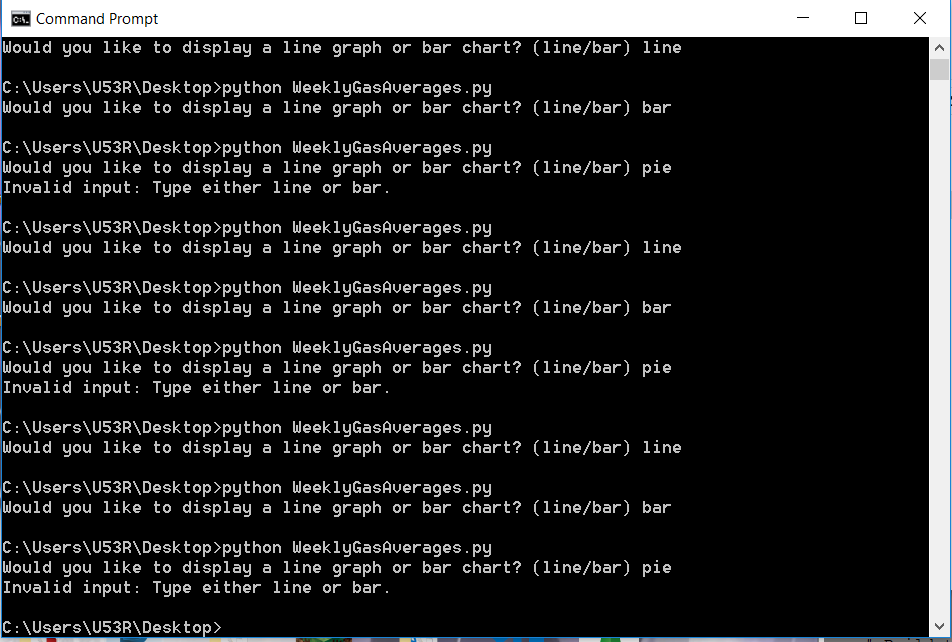 Command Prompt
Would you like to display a line graph or bar chart? (line/bar) line
C:\Users\U53R\Desktop>python WeeklyGasAverages.py
Would you like to display a line graph or bar chart? (line/bar) bar
C:\Users\U53R\Desktop>python WeeklyGasAverages.py
Would you like to display a line graph or bar chart? (line/bar) pie
Invalid input: Type either line or bar.
C:\Users\U53R\Desktop>python WeeklyGasAverages.py
Would you like to display a line graph or bar chart? (line/bar) line
C:\Users\U53R\Desktop>python WeeklyGasAverages.py
Would you like to display a line graph or bar chart? (line/bar) bar
C:\Users\U53R\Desktop>python WeeklyGasAverages.py
Would you like to display a line graph or bar chart? (line/bar) pie
Invalid input: Type either line or bar.
C:\Users\U53R\Desktop>python WeeklyGasAverages.py
Would you like to display a line graph or bar chart? (line/bar) line
C:\Users\U53R\Desktop>python WeeklyGasAverages.py
Would you like to display a line graph or bar chart? (line/bar) bar
C:\Users\U53R\Desktop>python WeeklyGasAverages.py
Would you like to display a line graph or bar chart? (line/bar) pie
Invalid input: Type either line or bar.
C:\Users\U53R\Desktop>